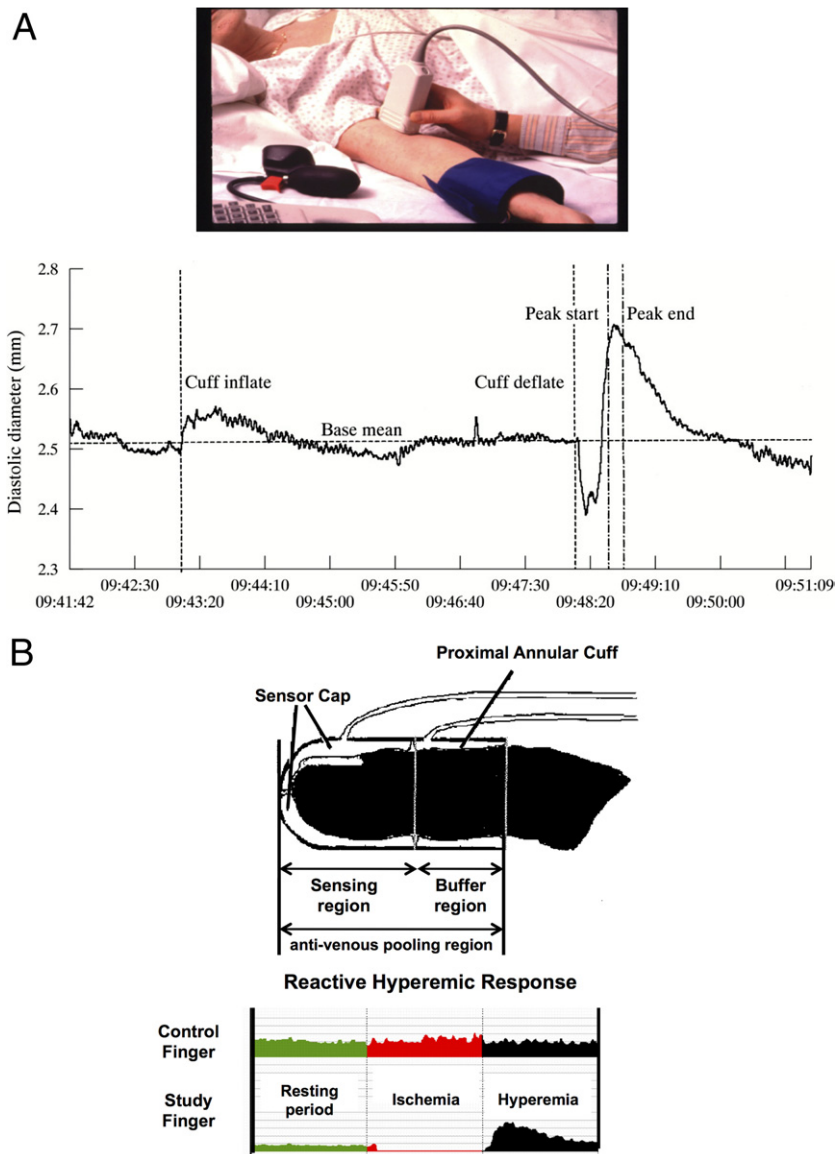 A
2.8
2.7
2.6
2.5
2.4
2.3
Diastolic diameter (mm)
Peak start
Peak end
Cuff inflate
Cuff deflate
Base mean
09:42:30
09:44:10
09:45:50
09:47:30
09:49:10
09:51:09
09:41:42
09:43:20
09:45:00
09:46:40
09:48:20
09:50:00
B
Proximal Annular Cuff
Sensor Cap
Sensing
region
Buffer
region
anti-venous pooling region
Reactive Hyperemic Response
Control
Finger
Study
Finger
Resting
period
Ischemia
Hyperemia